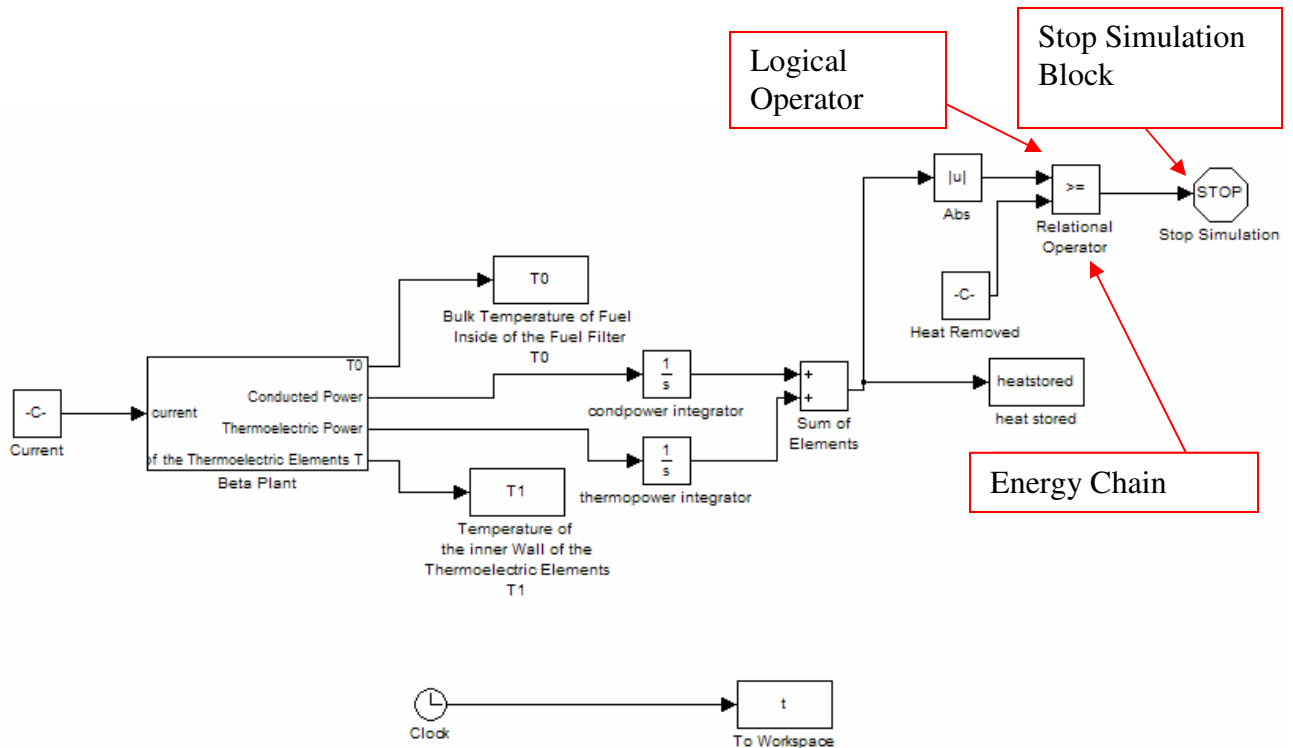 Logical
Operator
Stop Simulation
Block
|u|
Abs
>=
Relational
Operator
STOP
Stop Simulation
-C-
Heat Removed
T0
Bulk Temperature of Fuel
Inside of the Fuel Filter
T0
-C-
Current
current
T0
Conducted Power
Thermoelectric Power
of the Thermoelectric Elements T
Beta Plant
1
s
condpower integrator
1
s
thermopower integrator
+
+
Sum of
Elements
heatstored
heat stored
Energy Chain
T1
Temperature of
the inner Wall of the
Thermoelectric Elements
T1
Clock
t
To Workspace